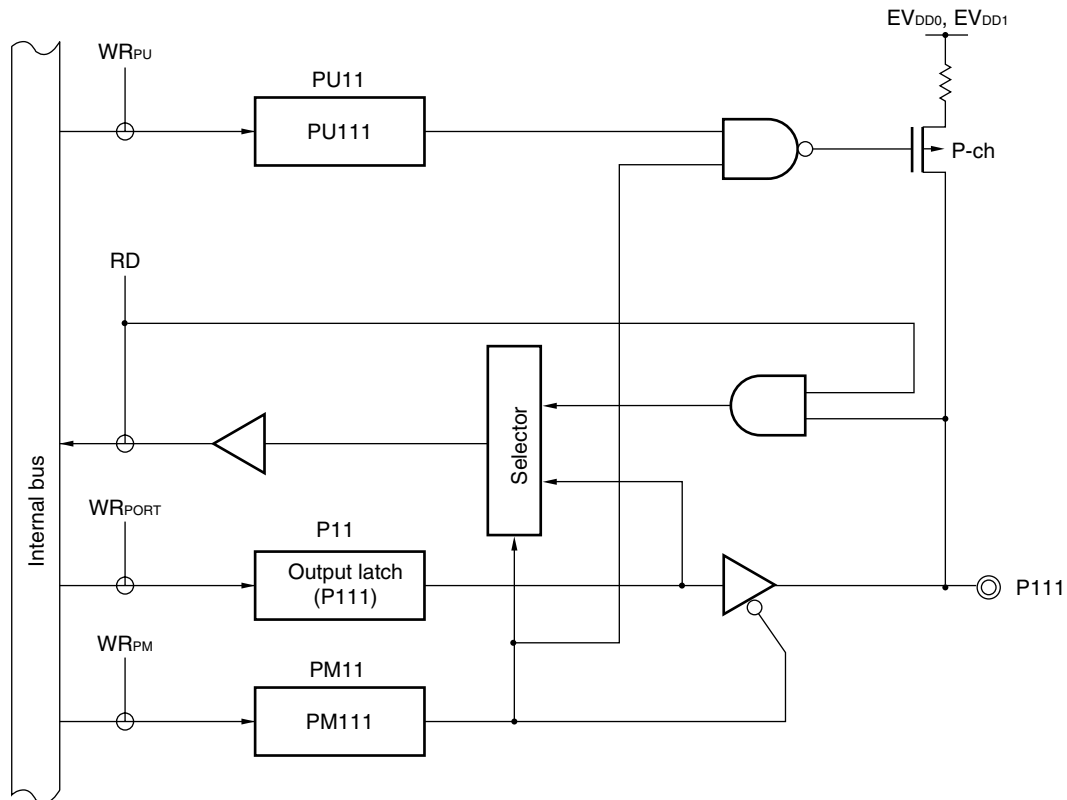 EVDD0, EVDD1
WRPU
PU11
PU111
P-ch
RD
Selector
Internal bus
WRPORT
P11
Output latch
(P111)
P111
WRPM
PM11
PM111